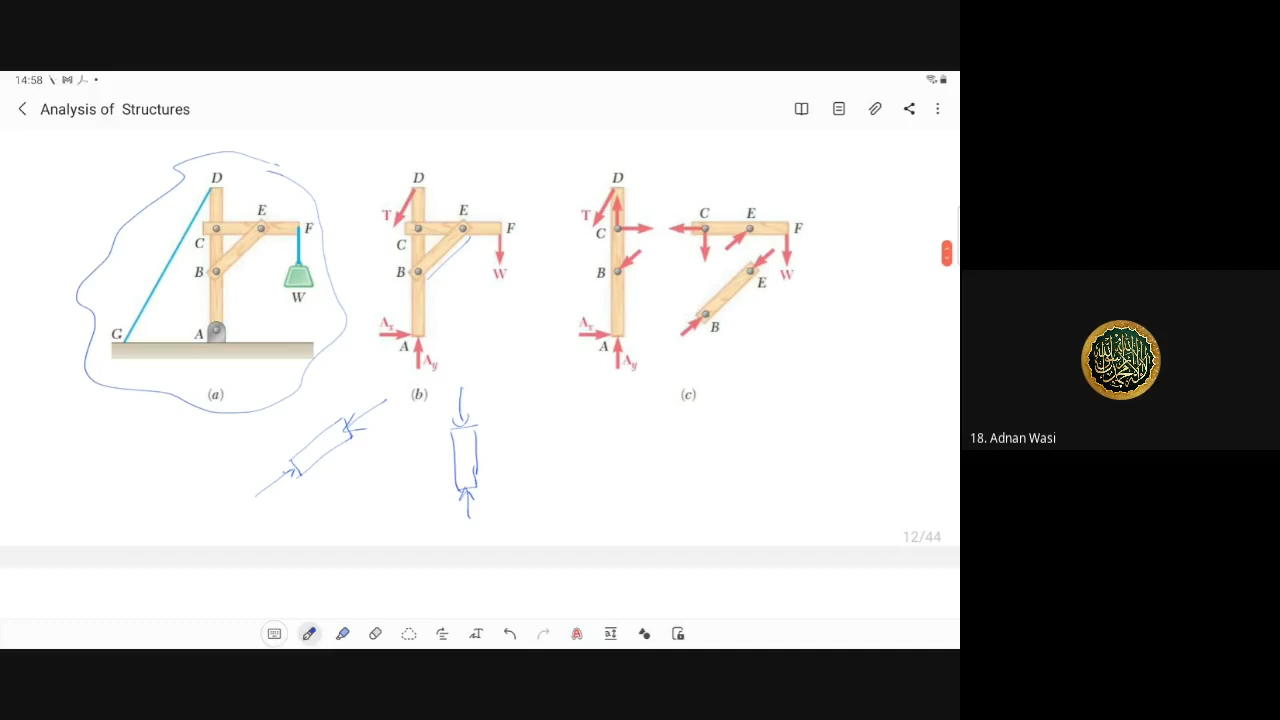 14:58
Analysis of Structures
D
E
F
C
B
W
G
A
(a)
D
T
E
F
C
B
W
Ax
A
Ay
(b)
D
T
C
B
Ax
A
Ay
C
E
F
W
E
B
(c)
12/44
18. Adnan Wasi